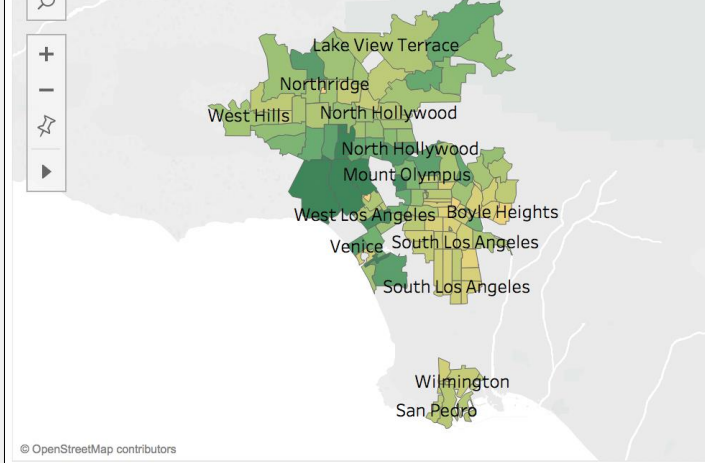 Lake View Terrace
Northridge
West Hills
North Hollywood
North Hollywood
Mount Olympus
West Los Angeles
Boyle Heights
Venice
South Los Angeles
South Los Angeles
Wilmington
San Pedro
© OpenStreetMap contributors